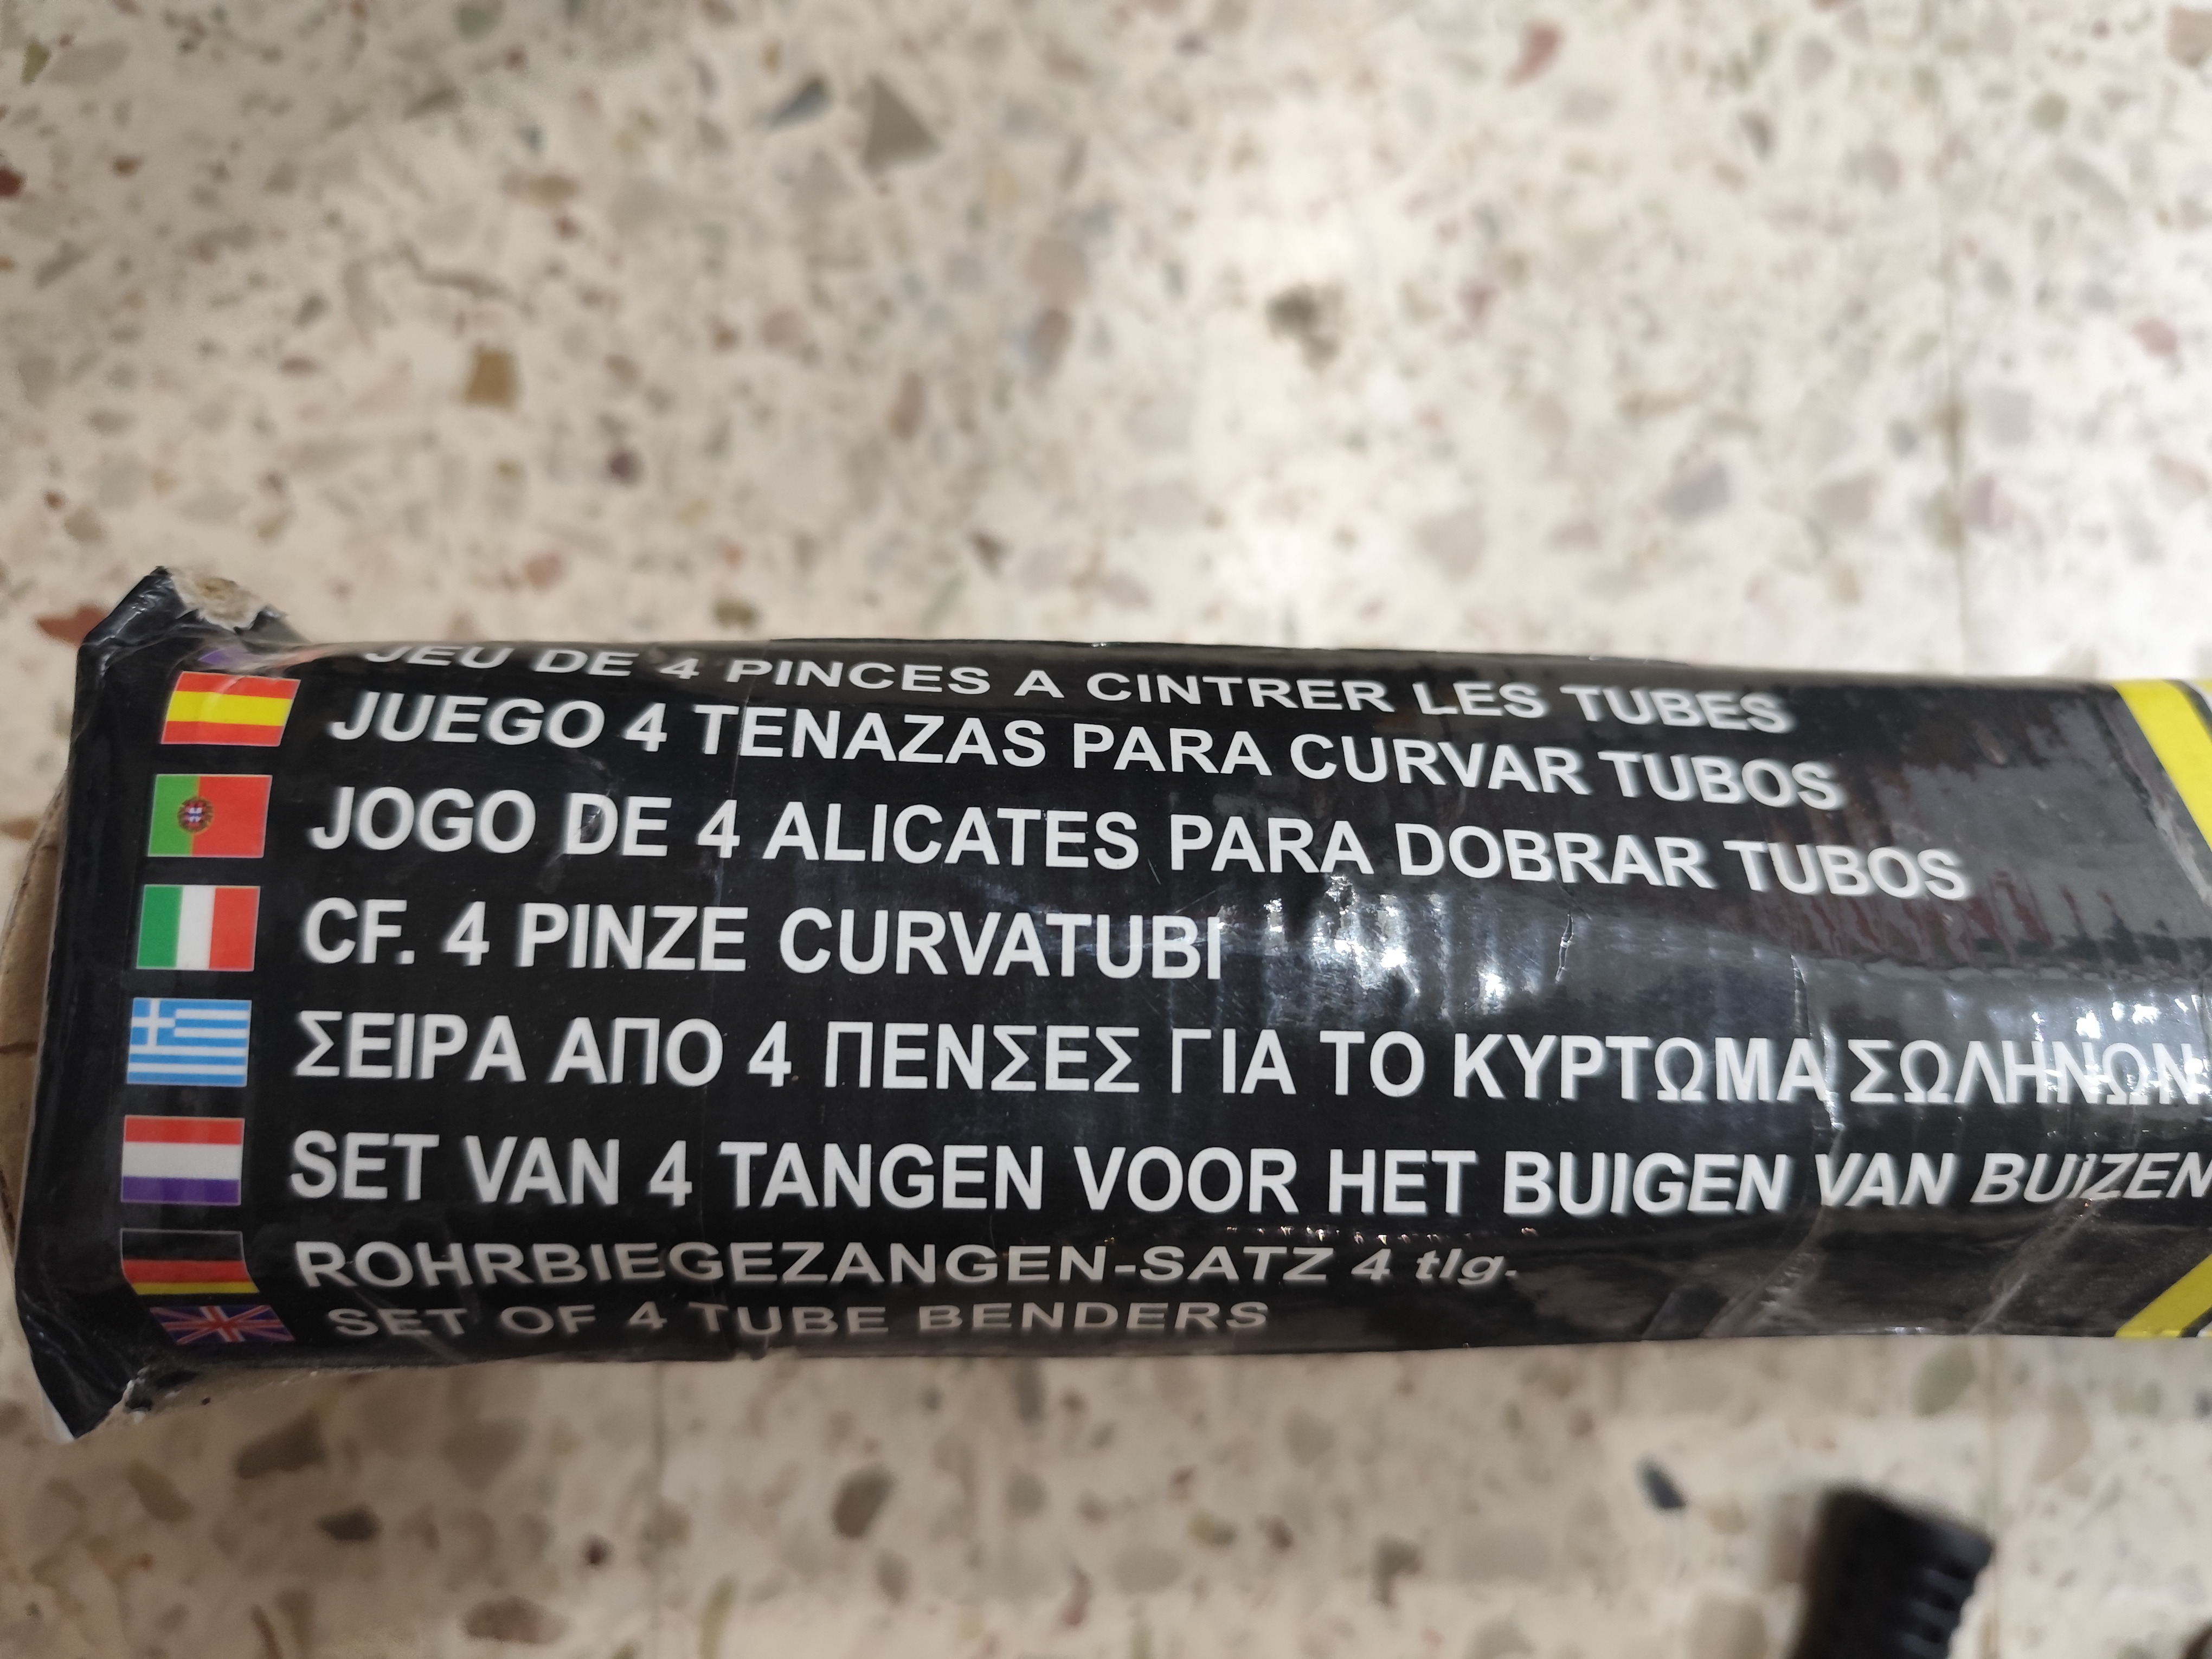 JEU DE 4 PINCES A CINTRER LES TUBES
JUEGO 4 TENAZAS PARA CURVAR TUBOS
JOGO DE 4 ALICATES PARA DOBRAR TUBOS
CF. 4 PINZE CURVATUBI
ΣΕΙΡΑ ΑΠΟ 4 ΠΕΝΣΕΣ ΓΙΑ ΤΟ ΚΥΡΤΩΜΑ ΣΩΛΗΝΩΝ
SET VAN 4 TANGEN VOOR HET BUIGEN VAN BUIZEN
ROHRBIEGEZANGEN-SATZ 4 tlg.
SET OF 4 TUBE BENDERS